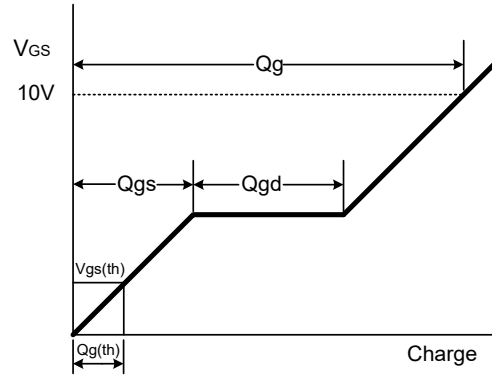 VGS
Qg
10V
Qgs
Qgd
Vgs(th)
Qg(th)
Charge